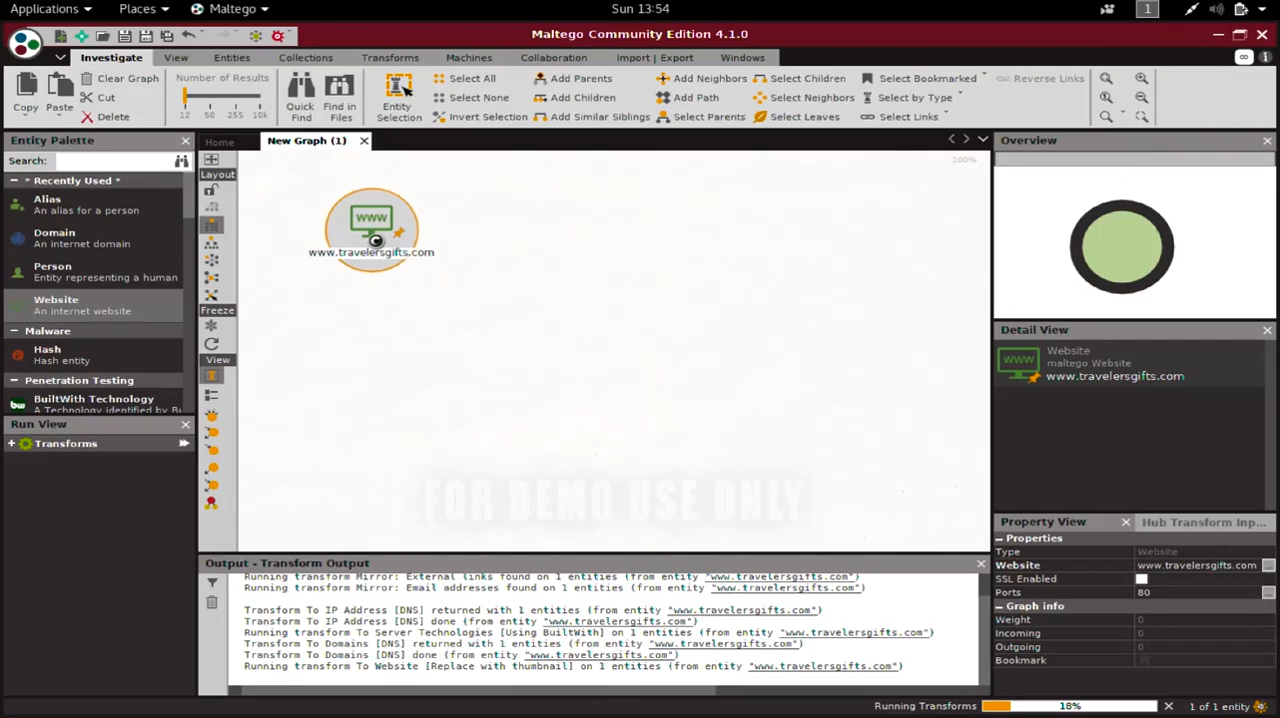 Applications Places Maltego Sun 13:54 1
Maltego Community Edition 4.1.0
Investigate View Entities Collections Transforms Machines Collaboration Import | Export Windows
Copy Paste Clear Graph Cut Delete
Number of Results
12 50 255 10k
Quick Find
Find in Files
Entity Selection
Select All Add Parents Add Neighbors Select Children Select Bookmarked Reverse Links
Select None Add Children Add Path Select Neighbors Select by Type
Invert Selection Add Similar Siblings Select Parents Select Leaves Select Links
Entity Palette
Search:
* Recently Used *
Alias
An alias for a person
Domain
An internet domain
Person
Entity representing a human
Website
An internet website
Malware
Hash
Hash entity
Penetration Testing
bw BuiltWith Technology
A Technology identified by Bu
Run View
Transforms
Home New Graph (1)
Layout
Freeze
View
100%
WWW
www.travelersgifts.com
FOR DEMO USE ONLY
Output - Transform Output
Running transform Mirror: External links found on 1 entities (from entity "www.travelersgifts.com")
Running transform Mirror: Email addresses found on 1 entities (from entity "www.travelersgifts.com")
Transform To IP Address [DNS] returned with 1 entities (from entity "www.travelersgifts.com")
Transform To IP Address [DNS] done (from entity "www.travelersgifts.com")
Running transform To Server Technologies [Using BuiltWith] on 1 entities (from entity "www.travelersgifts.com")
Transform To Domains [DNS] returned with 1 entities (from entity "www.travelersgifts.com")
Transform To Domains [DNS] done (from entity "www.travelersgifts.com")
Running transform To Website [Replace with thumbnail] on 1 entities (from entity "www.travelersgifts.com")
Overview
Detail View
WWW
Website
maltego.Website
www.travelersgifts.com
Property View Hub Transform Inp...
Properties
Type Website
Website www.travelersgifts.com ...
SSL Enabled
Ports 80 ...
Graph info
Weight 0
Incoming 0
Outgoing 0
Bookmark
Running Transforms 18% 1 of 1 entity